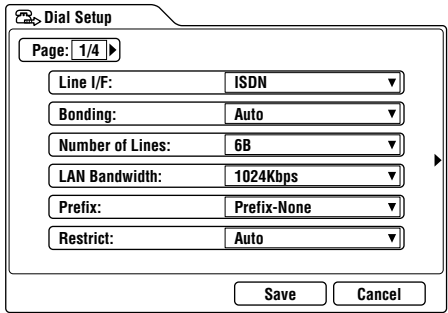 Dial Setup
Page: 1/4
Line I/F: ISDN
Bonding: Auto
Number of Lines: 6B
LAN Bandwidth: 1024Kbps
Prefix: Prefix-None
Restrict: Auto
Save Cancel